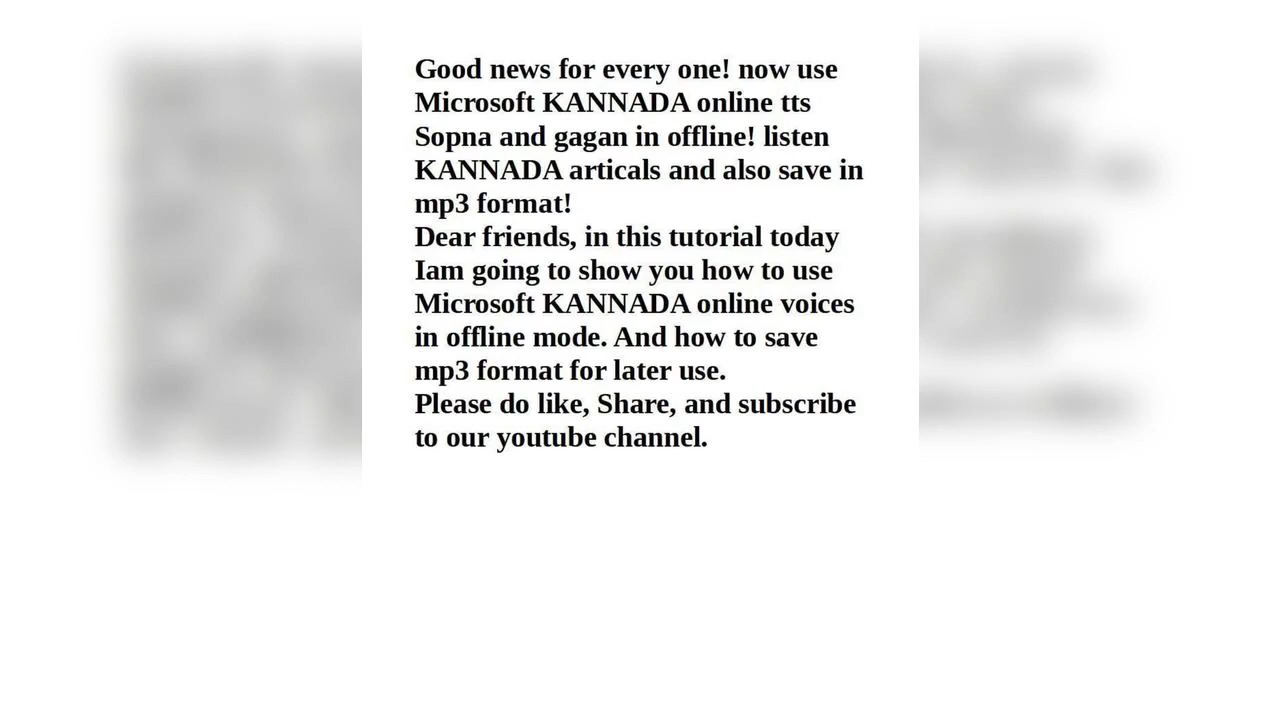 Good news for every one! now use
Microsoft KANNADA online tts
Sopna and gagan in offline! listen
KANNADA articals and also save in
mp3 format!
Dear friends, in this tutorial today
Iam going to show you how to use
Microsoft KANNADA online voices
in offline mode. And how to save
mp3 format for later use.
Please do like, Share, and subscribe
to our youtube channel.